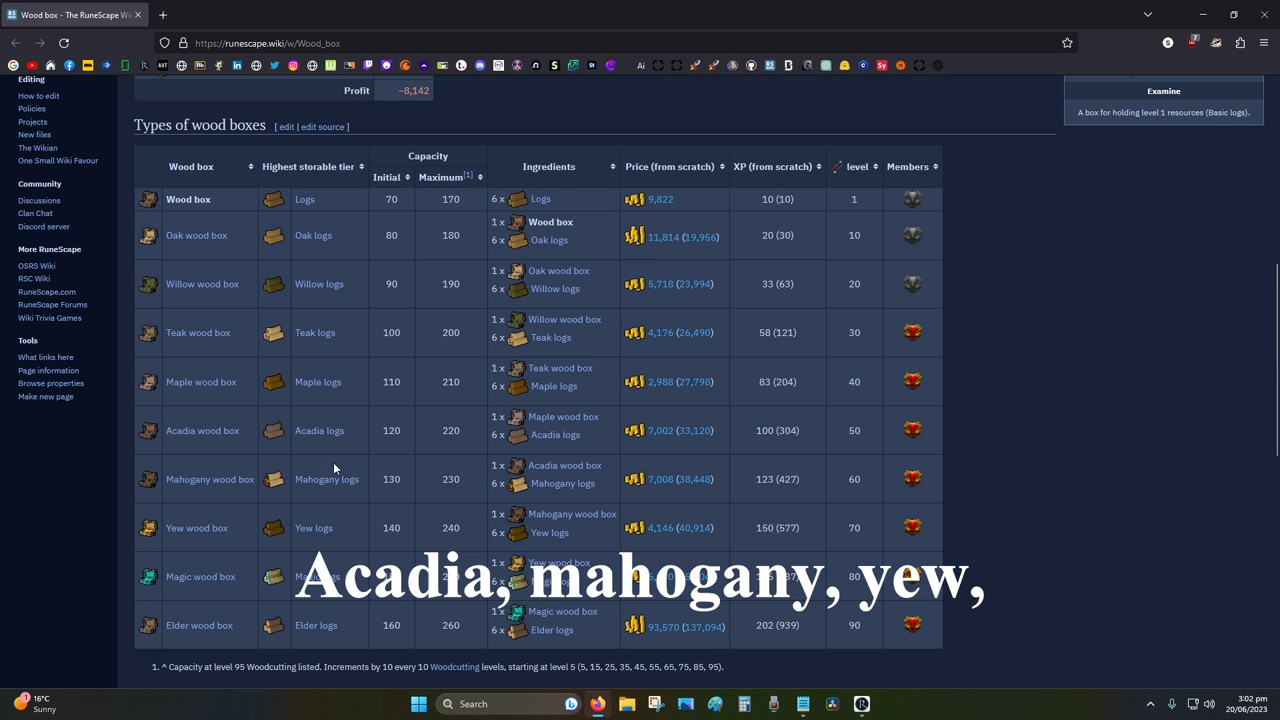 Wood box - The RuneScape Wi
https://runescape.wiki/w/Wood_box
Editing
How to edit
Policies
Projects
New files
The Wikian
One Small Wiki Favour
Community
Discussions
Clan Chat
Discord server
More RuneScape
OSRS Wiki
RSC Wiki
RuneScape.com
RuneScape Forums
Wiki Trivia Games
Tools
What links here
Page information
Browse properties
Make new page
Profit −8,142
Examine
A box for holding level 1 resources (Basic logs).
Types of wood boxes [ edit | edit source ]
Wood box Highest storable tier Capacity Ingredients Price (from scratch) XP (from scratch) level Members
Initial Maximum[1]
Wood box Logs 70 170 6 x Logs 9,822 10 (10) 1
Oak wood box Oak logs 80 180 1 x Wood box 6 x Oak logs 11,814 (19,956) 20 (30) 10
Willow wood box Willow logs 90 190 1 x Oak wood box 6 x Willow logs 5,718 (23,994) 33 (63) 20
Teak wood box Teak logs 100 200 1 x Willow wood box 6 x Teak logs 4,176 (26,490) 58 (121) 30
Maple wood box Maple logs 110 210 1 x Teak wood box 6 x Maple logs 2,988 (27,798) 83 (204) 40
Acadia wood box Acadia logs 120 220 1 x Maple wood box 6 x Acadia logs 7,002 (33,120) 100 (304) 50
Mahogany wood box Mahogany logs 130 230 1 x Acadia wood box 6 x Mahogany logs 7,008 (38,448) 123 (427) 60
Yew wood box Yew logs 140 240 1 x Mahogany wood box 6 x Yew logs 4,146 (40,914) 150 (577) 70
Magic wood box 1 x Yew wood box 80
Acadia, mahogany, yew,
Elder wood box Elder logs 160 260 1 x Magic wood box 6 x Elder logs 93,570 (137,094) 202 (939) 90
1. ^ Capacity at level 95 Woodcutting listed. Increments by 10 every 10 Woodcutting levels, starting at level 5 (5, 15, 25, 35, 45, 55, 65, 75, 85, 95).
16°C
Sunny
Search
3:02 pm
20/06/2023